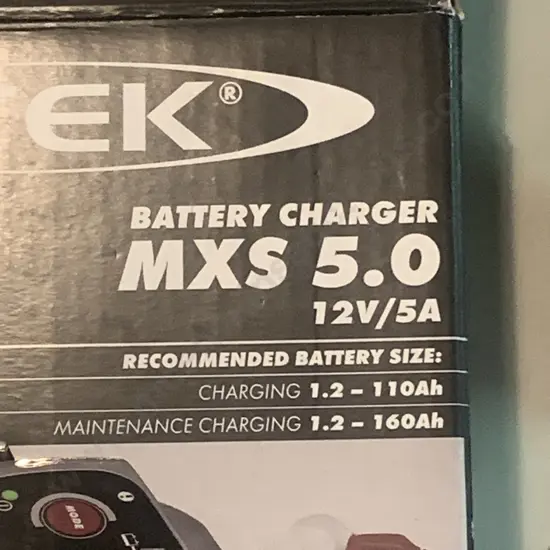 EK®
BATTERY CHARGER
MXS 5.0
12V/5A
RECOMMENDED BATTERY SIZE:
CHARGING 1.2 – 110Ah
MAINTENANCE CHARGING 1.2 – 160Ah
MODE